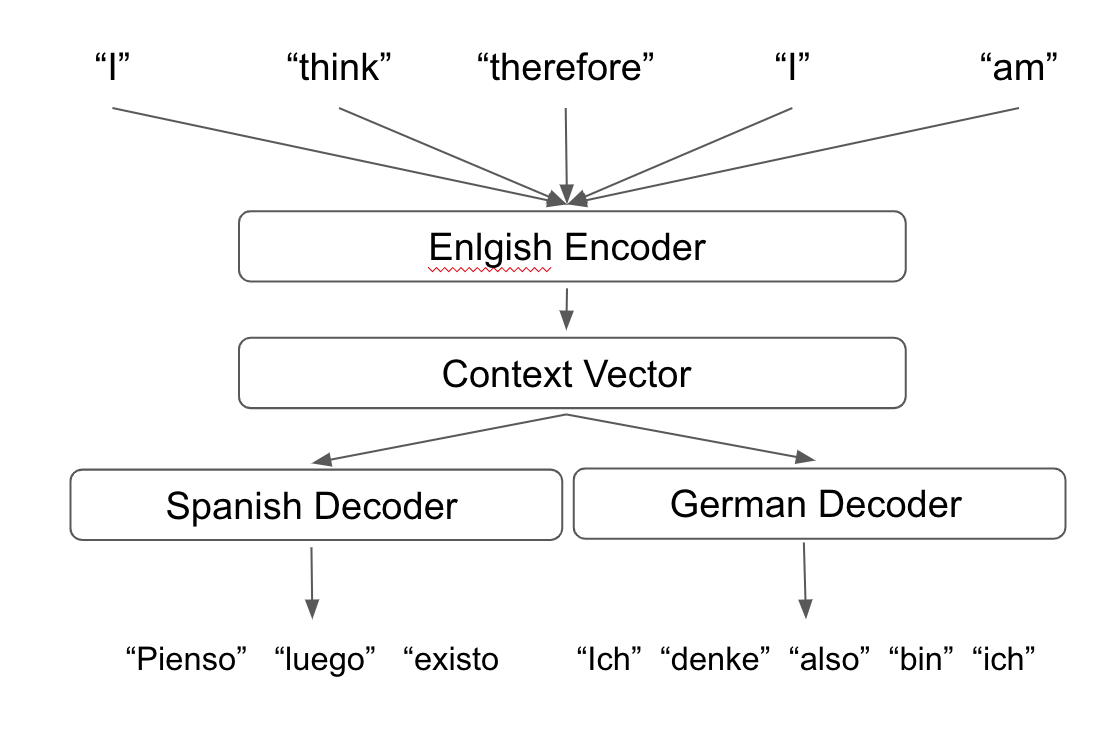 “I” “think” “therefore” “I” “am”
Enlgish Encoder
Context Vector
Spanish Decoder German Decoder
“Pienso” “luego” “existo “Ich” “denke” “also” “bin” “ich”